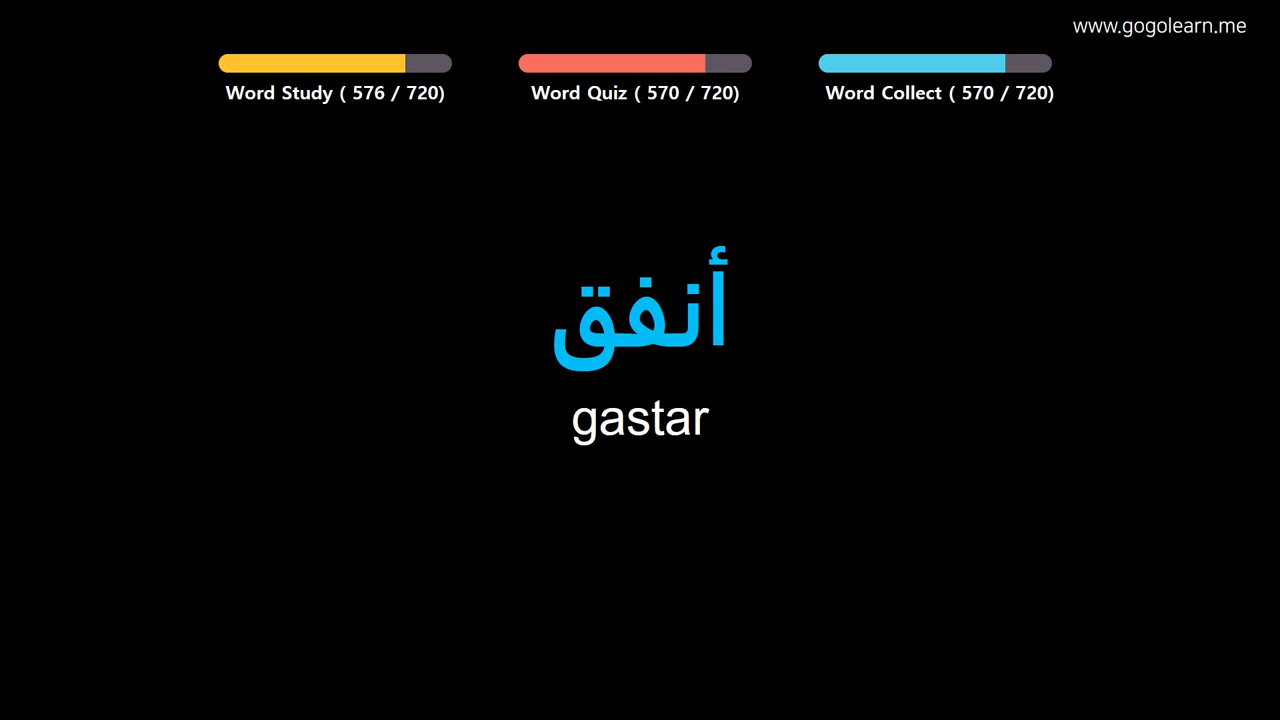 www.gogolearn.me
Word Study ( 576 / 720)
Word Quiz ( 570 / 720)
Word Collect ( 570 / 720)
أنفق
gastar